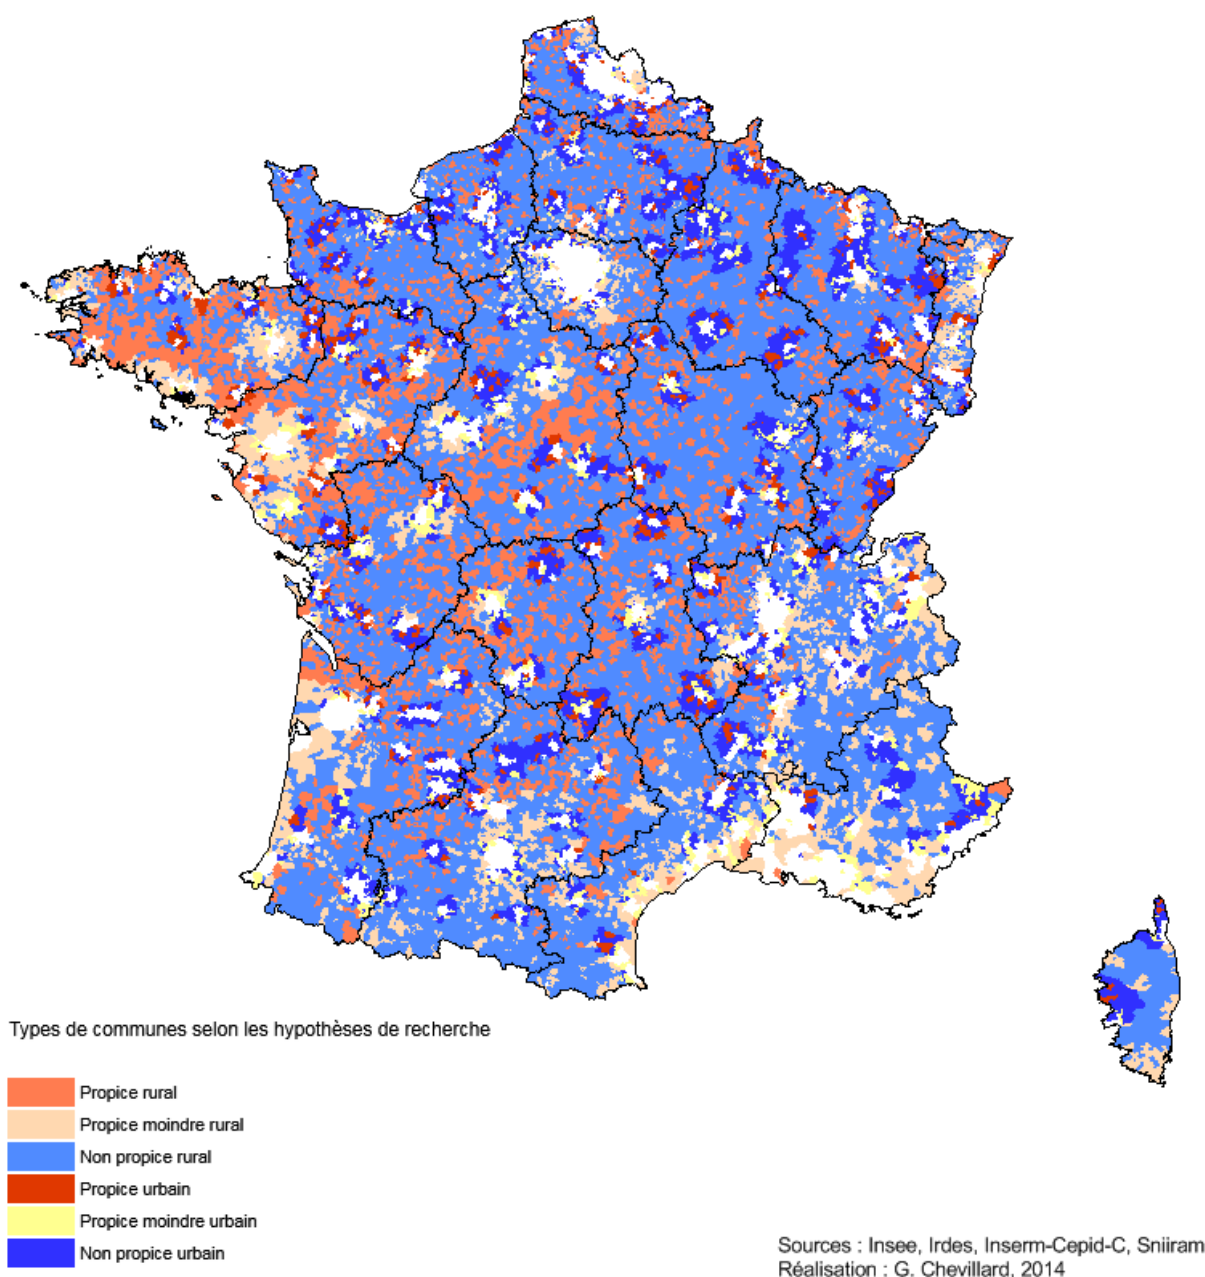 Types de communes selon les hypothèses de recherche
Propice rural
Propice moindre rural
Non propice rural
Propice urbain
Propice moindre urbain
Non propice urbain
Sources : Insee, Irdes, Inserm-Cepid-C, Sniiram
Réalisation : G. Chevillard, 2014